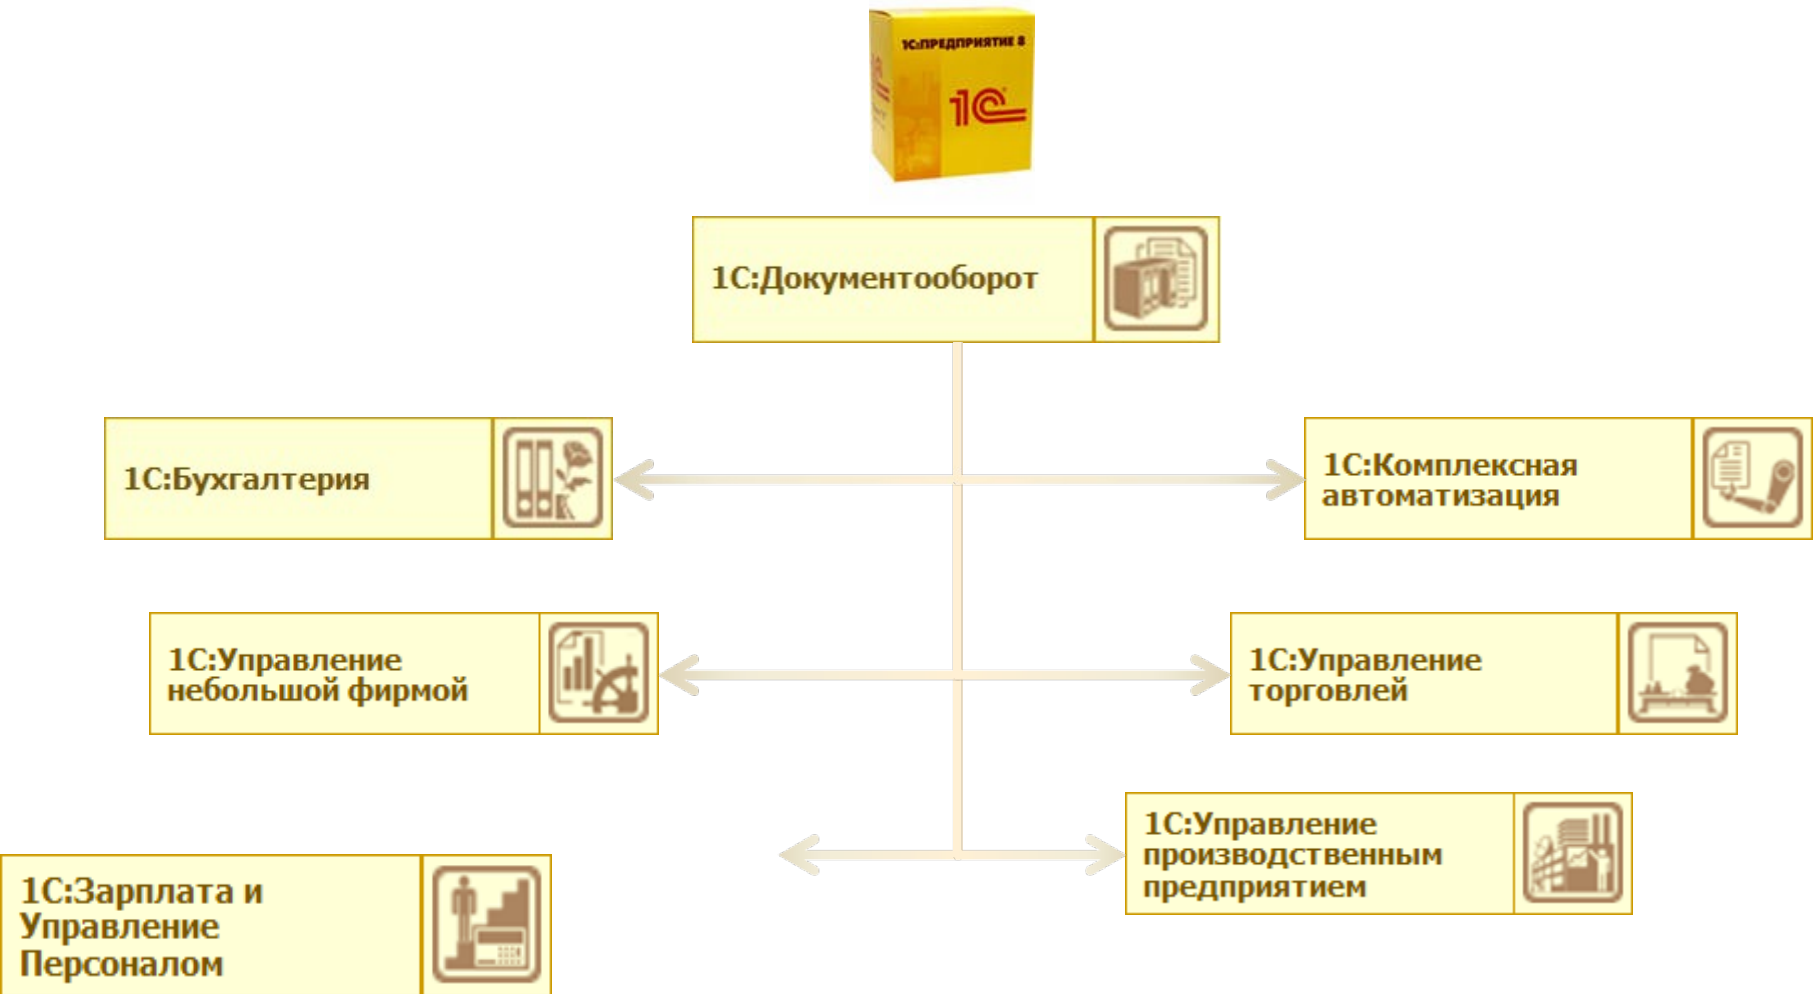 1С:ПРЕДПРИЯТИЕ 8
1С
1С:Документооборот
1С:Бухгалтерия
1С:Комплексная
автоматизация
1С:Управление
небольшой фирмой
1С:Управление
торговлей
1С:Управление
производственным
предприятием
1С:Зарплата и
Управление
Персоналом